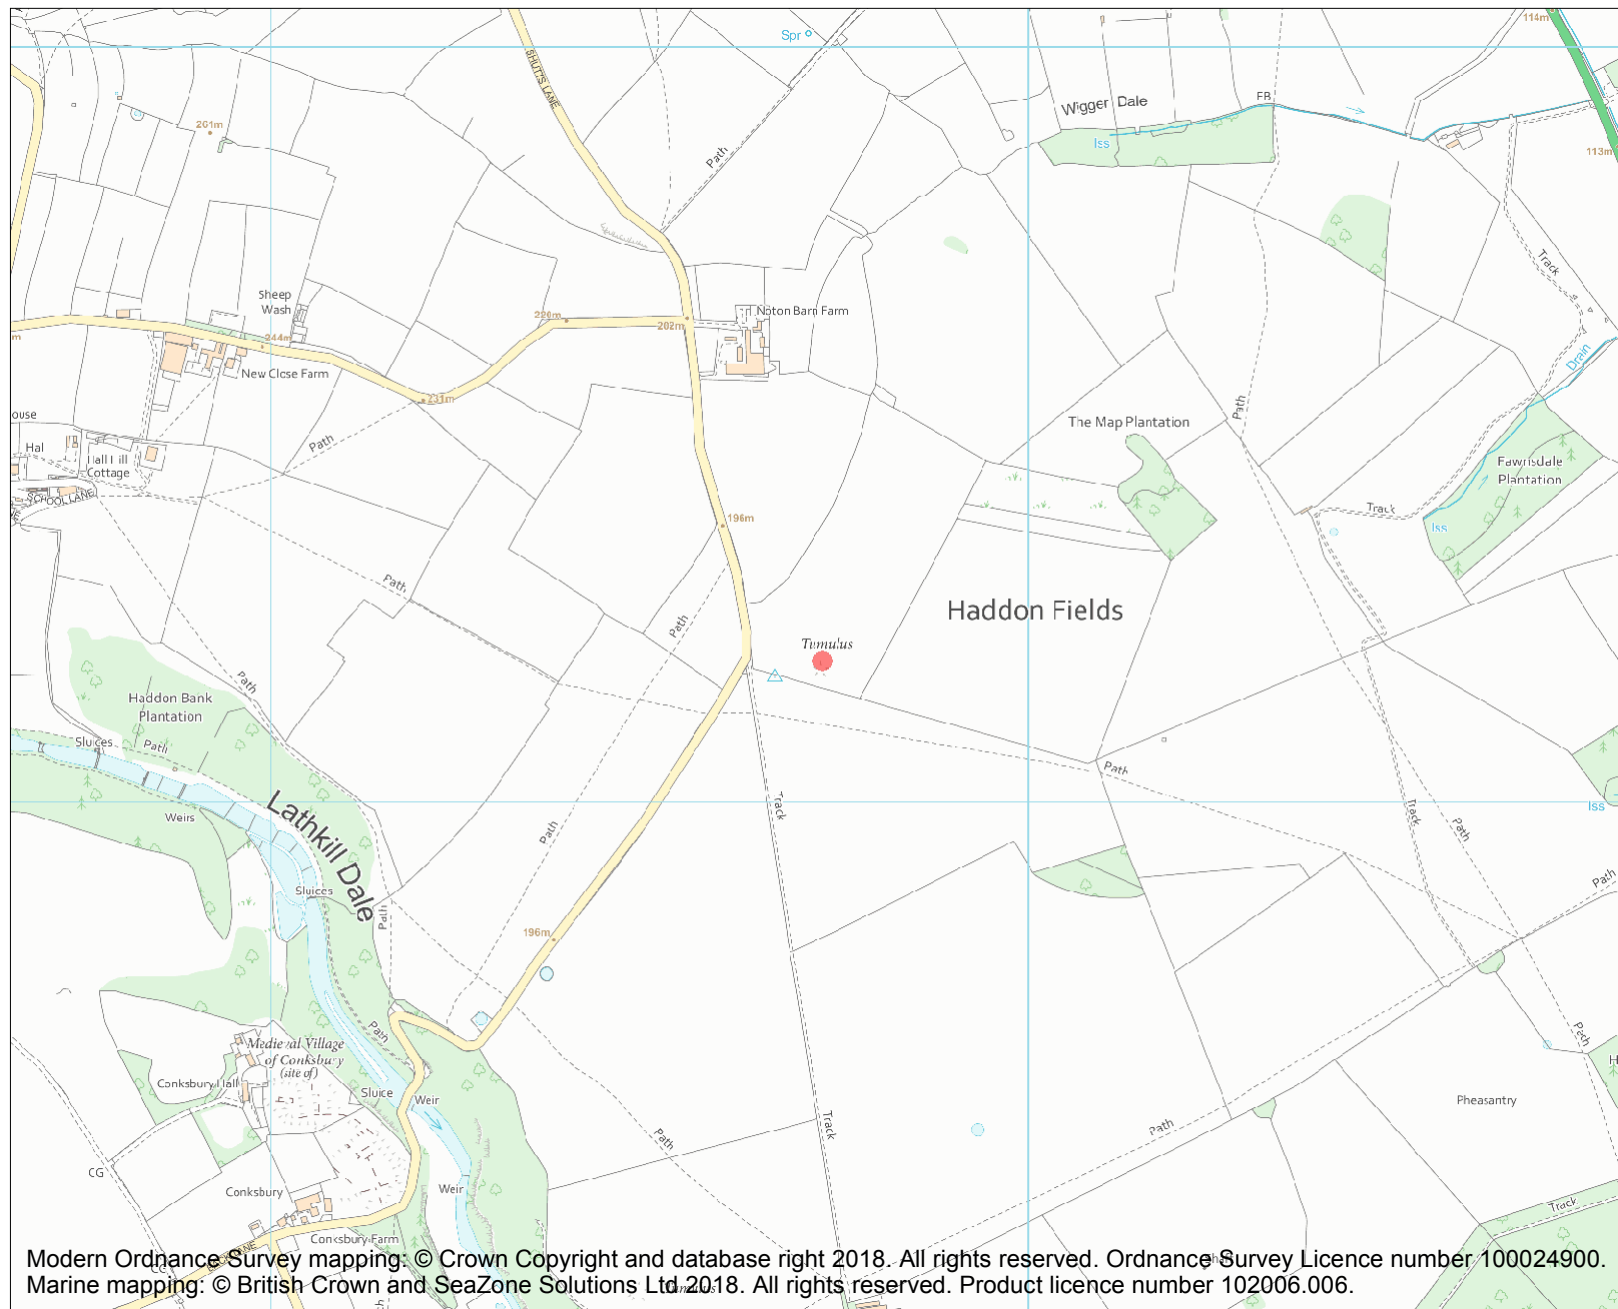 114m
Spr
SHUTTS LANE
Wigger Dale
FB
201m
Iss
113m
Path
Track
Sheep
Wash
220m
202m
Noton Barn Farm
244m
New Close Farm
Drain
231m
ouse
Path
Path
The Map Plantation
Hal
Hall Hill
Cottage
SCHOOL LANE
Fawnsdale
Plantation
Track
196m
Iss
Path
Haddon Fields
Path
Tumulus
Path
Haddon Bank
Plantation
Sluices
Path
Path
Lathkill Dale
Weirs
Track
Track
Path
Iss
Path
Sluices
Path
Path
196m
Path
Path
Medieval Village
of Conksbury
(site of)
Conksbury Hall
Sluice
Weir
Pheasantry
Path
Track
Path
CG
Weir
Conksbury
Track
Conksbury Farm
Modern Ordnance Survey mapping: © Crown Copyright and database right 2018. All rights reserved. Ordnance Survey Licence number 100024900.
Marine mapping: © British Crown and SeaZone Solutions Ltd 2018. All rights reserved. Product licence number 102006.006.